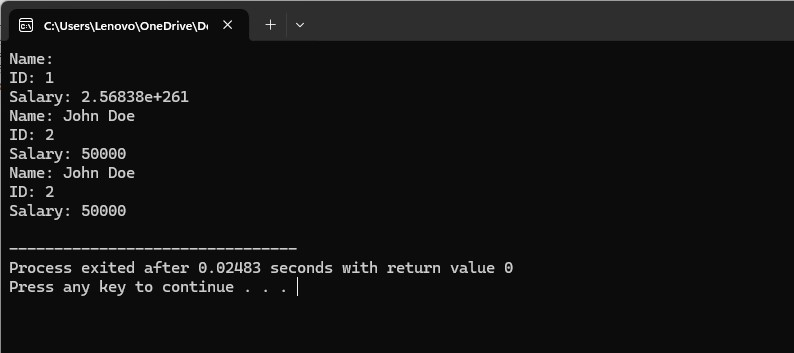 C:\Users\Lenovo\OneDrive\De
Name:
ID: 1
Salary: 2.56838e+261
Name: John Doe
ID: 2
Salary: 50000
Name: John Doe
ID: 2
Salary: 50000
--------------------------------
Process exited after 0.02483 seconds with return value 0
Press any key to continue . . .